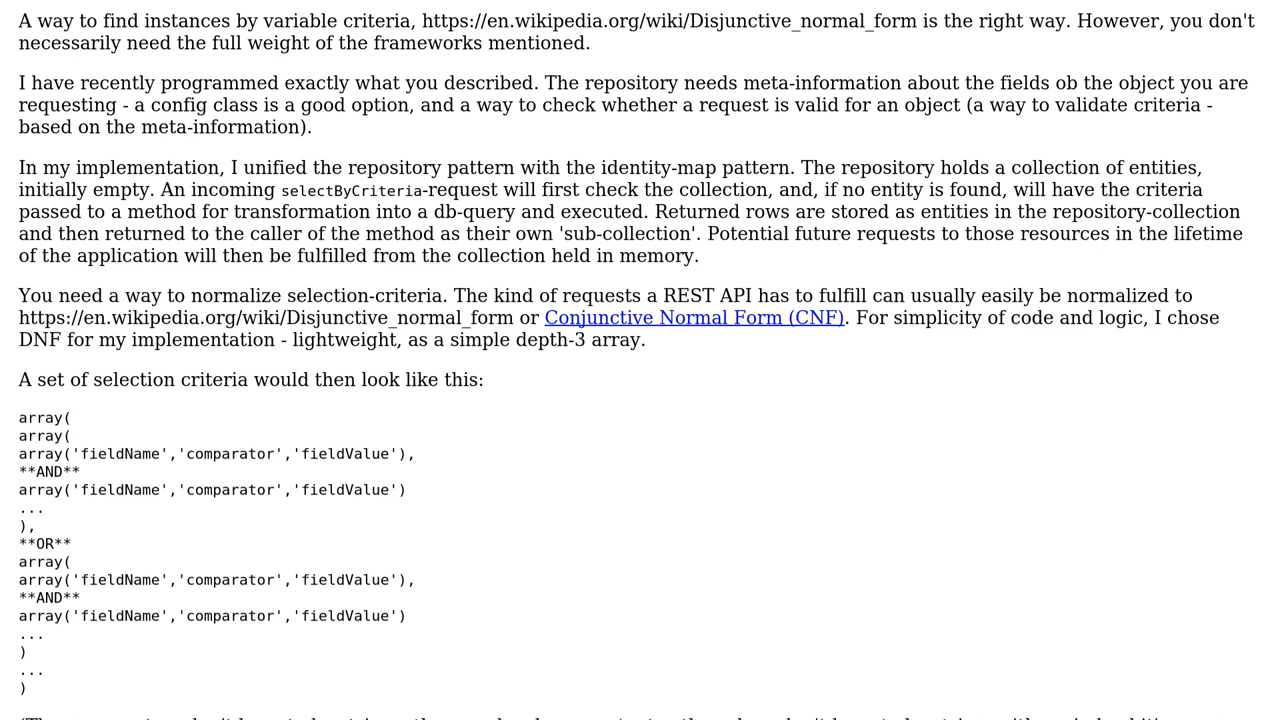 A way to find instances by variable criteria, https://en.wikipedia.org/wiki/Disjunctive_normal_form is the right way. However, you don't
necessarily need the full weight of the frameworks mentioned.
I have recently programmed exactly what you described. The repository needs meta-information about the fields ob the object you are
requesting - a config class is a good option, and a way to check whether a request is valid for an object (a way to validate criteria -
based on the meta-information).
In my implementation, I unified the repository pattern with the identity-map pattern. The repository holds a collection of entities,
initially empty. An incoming selectByCriteria-request will first check the collection, and, if no entity is found, will have the criteria
passed to a method for transformation into a db-query and executed. Returned rows are stored as entities in the repository-collection
and then returned to the caller of the method as their own 'sub-collection'. Potential future requests to those resources in the lifetime
of the application will then be fulfilled from the collection held in memory.
You need a way to normalize selection-criteria. The kind of requests a REST API has to fulfill can usually easily be normalized to
https://en.wikipedia.org/wiki/Disjunctive_normal_form or Conjunctive Normal Form (CNF). For simplicity of code and logic, I chose
DNF for my implementation - lightweight, as a simple depth-3 array.
A set of selection criteria would then look like this:
array(
array(
array('fieldName','comparator','fieldValue'),
**AND**
array('fieldName','comparator','fieldValue')
...
),
**OR**
array(
array('fieldName','comparator','fieldValue'),
**AND**
array('fieldName','comparator','fieldValue')
...
)
...
)